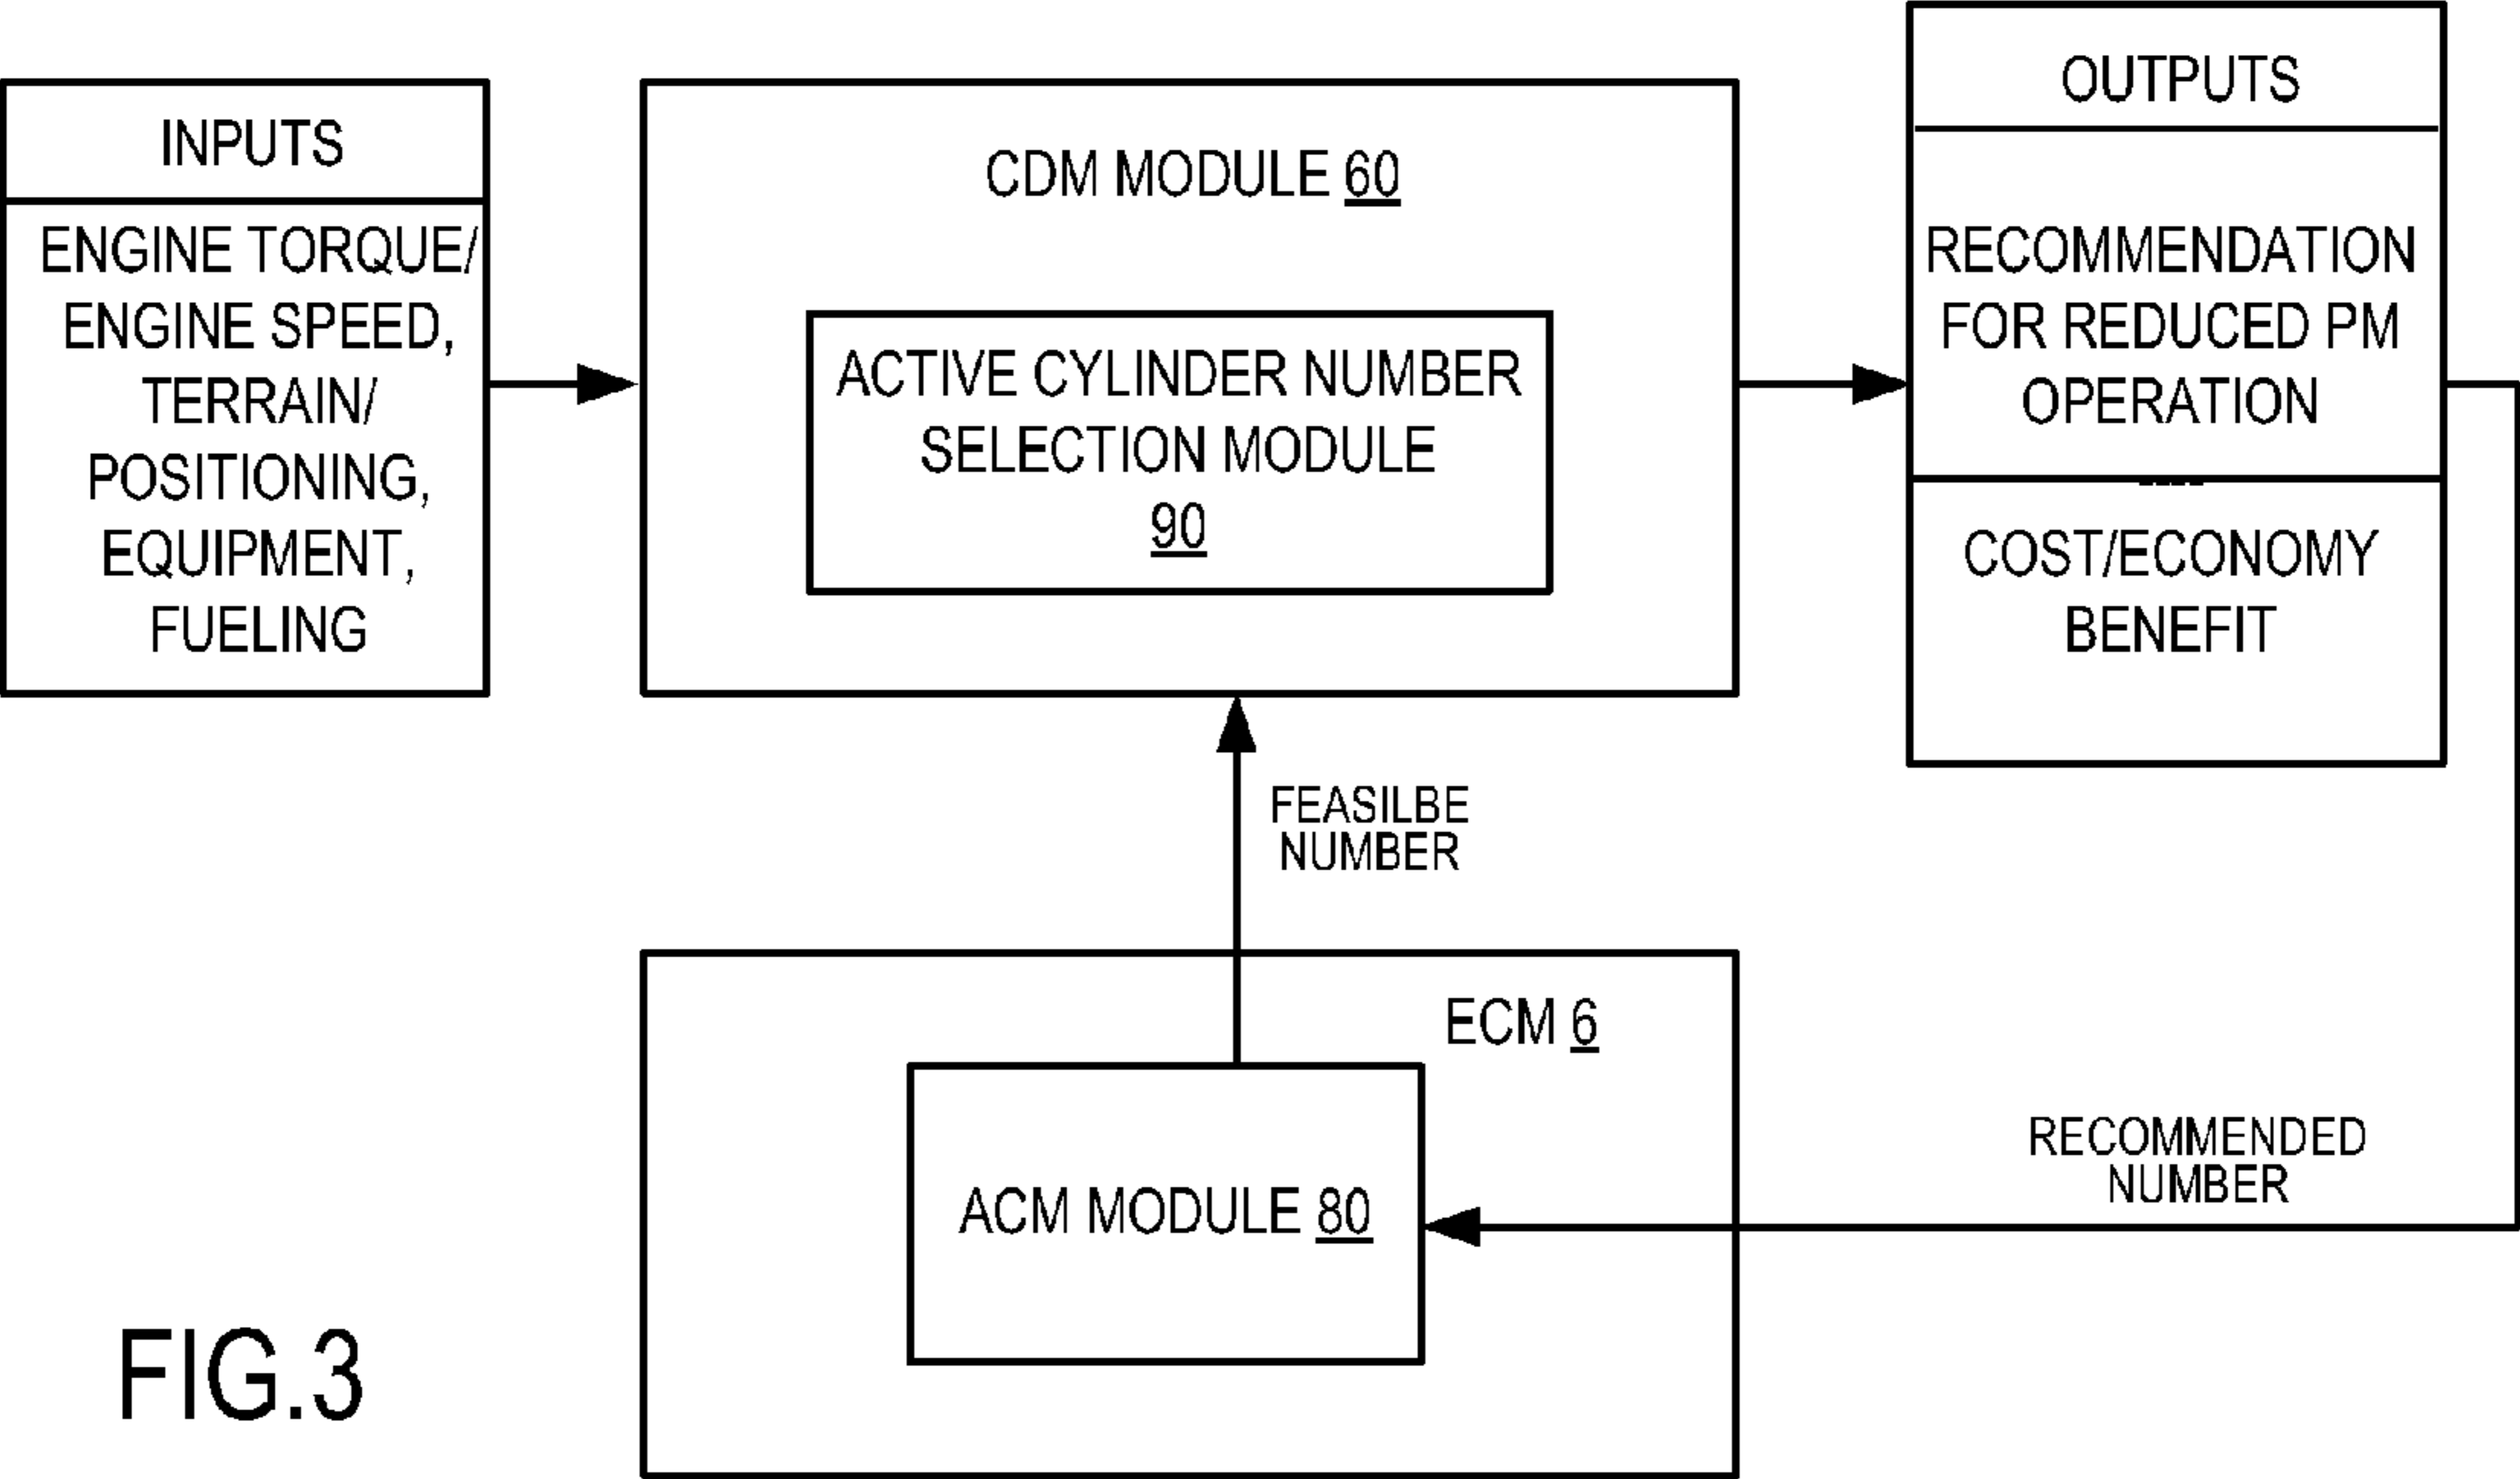 INPUTS
ENGINE TORQUE/
ENGINE SPEED,
TERRAIN/
POSITIONING,
EQUIPMENT,
FUELING
CDM MODULE 60
ACTIVE CYLINDER NUMBER
SELECTION MODULE
90
OUTPUTS
RECOMMENDATION
FOR REDUCED PM
OPERATION
COST/ECONOMY
BENEFIT
FEASILBE
NUMBER
ECM 6
ACM MODULE 80
RECOMMENDED
NUMBER
FIG.3